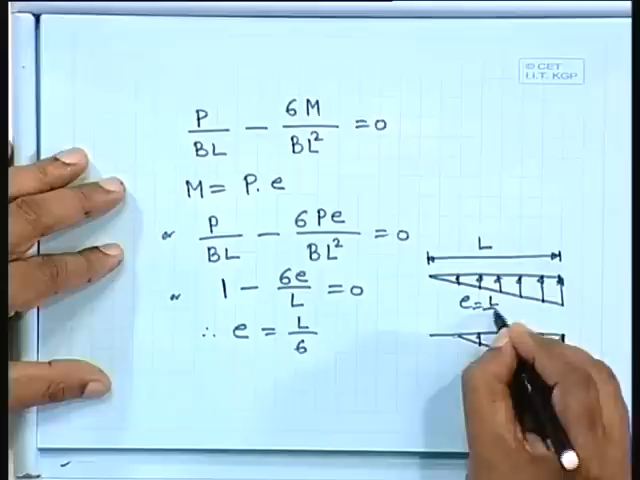 © CET
I.I.T. KGP
P/BL − 6M/BL² = 0
M = P.e
or P/BL − 6Pe/BL² = 0
or 1 − 6e/L = 0
∴ e = L/6
L
e = L